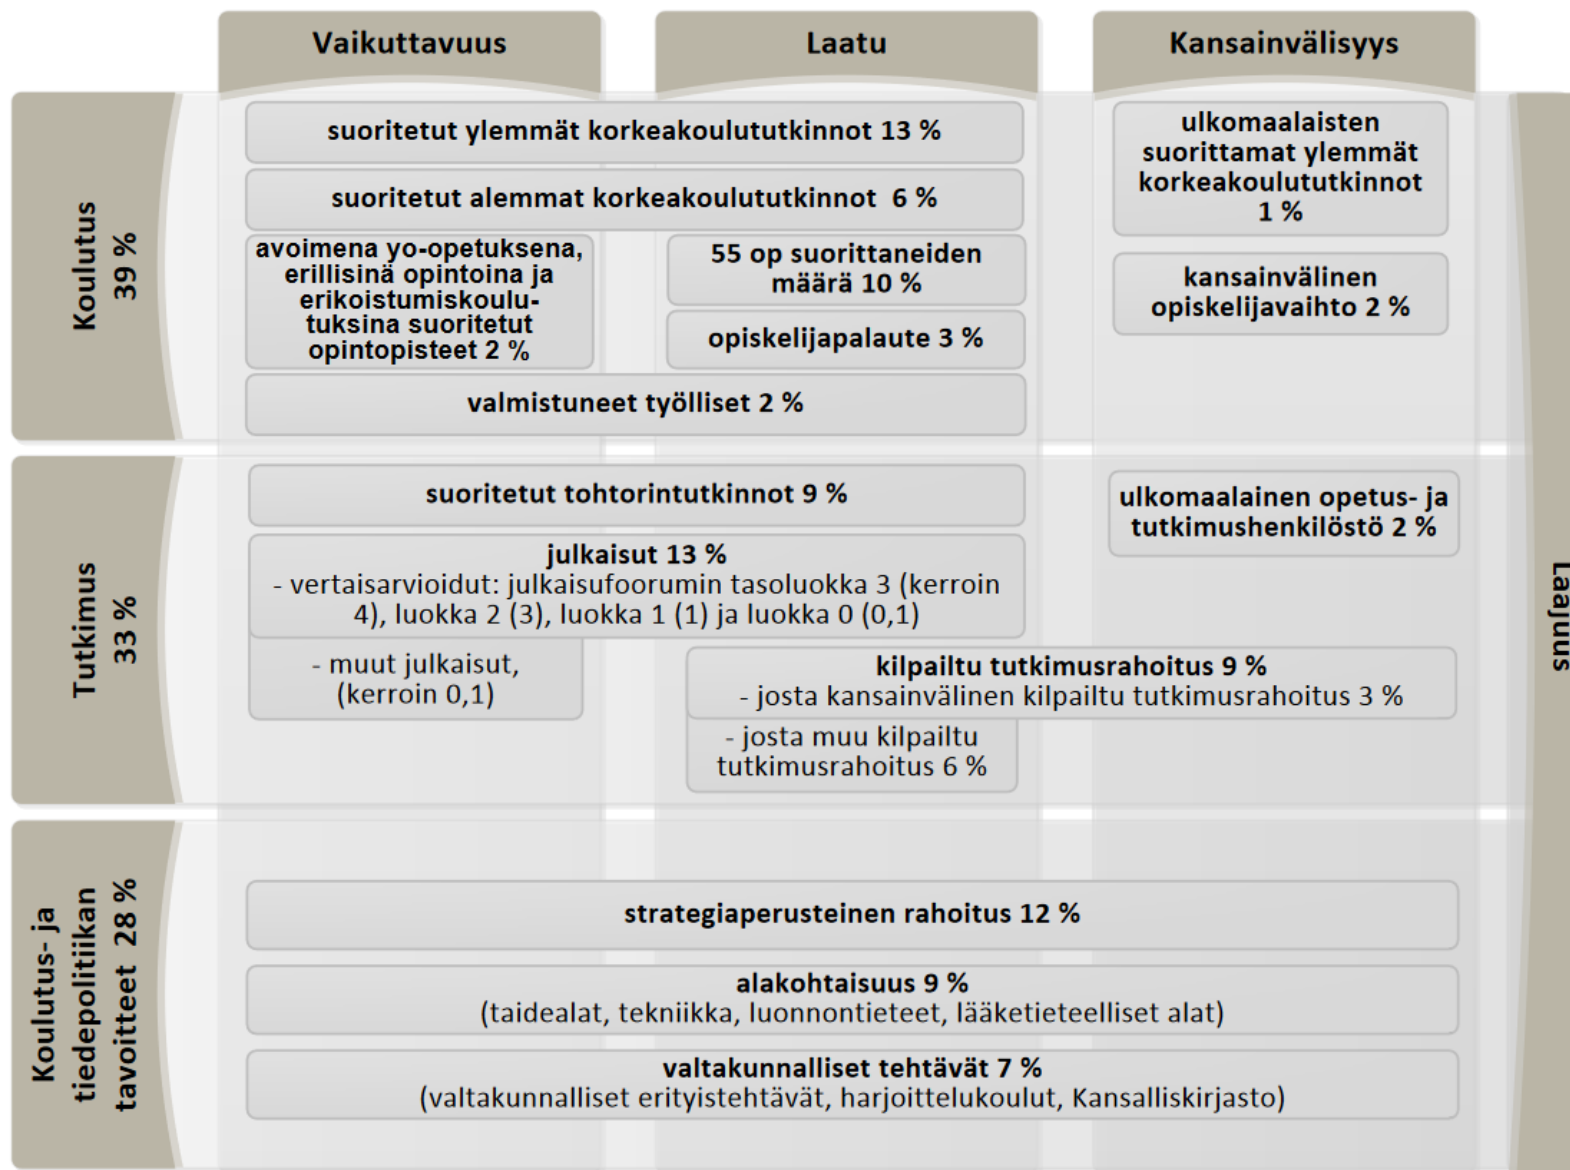 Vaikuttavuus
Laatu
Kansainvälisyys
Koulutus
39 %
suoritetut ylemmät korkeakoulututkinnot 13 %
suoritetut alemmat korkeakoulututkinnot 6 %
avoimena yo-opetuksena,
erillisinä opintoina ja
erikoistumiskoulu-
tuksina suoritetut
opintopisteet 2 %
55 op suorittaneiden
määrä 10 %
opiskelijapalaute 3 %
valmistuneet työlliset 2 %
ulkomaalaisten
suorittamat ylemmät
korkeakoulututkinnot
1 %
kansainvälinen
opiskelijavaihto 2 %
Tutkimus
33 %
suoritetut tohtorintutkinnot 9 %
julkaisut 13 %
- vertaisarvioidut: julkaisufoorumin tasoluokka 3 (kerroin
4), luokka 2 (3), luokka 1 (1) ja luokka 0 (0,1)
- muut julkaisut,
(kerroin 0,1)
ulkomaalainen opetus- ja
tutkimushenkilöstö 2 %
kilpailtu tutkimusrahoitus 9 %
- josta kansainvälinen kilpailtu tutkimusrahoitus 3 %
- josta muu kilpailtu
tutkimusrahoitus 6 %
Koulutus- ja
tiedepolitiikan
tavoitteet 28 %
strategiaperusteinen rahoitus 12 %
alakohtaisuus 9 %
(taidealat, tekniikka, luonnontieteet, lääketieteelliset alat)
valtakunnalliset tehtävät 7 %
(valtakunnalliset erityistehtävät, harjoittelukoulut, Kansalliskirjasto)
Laajuus